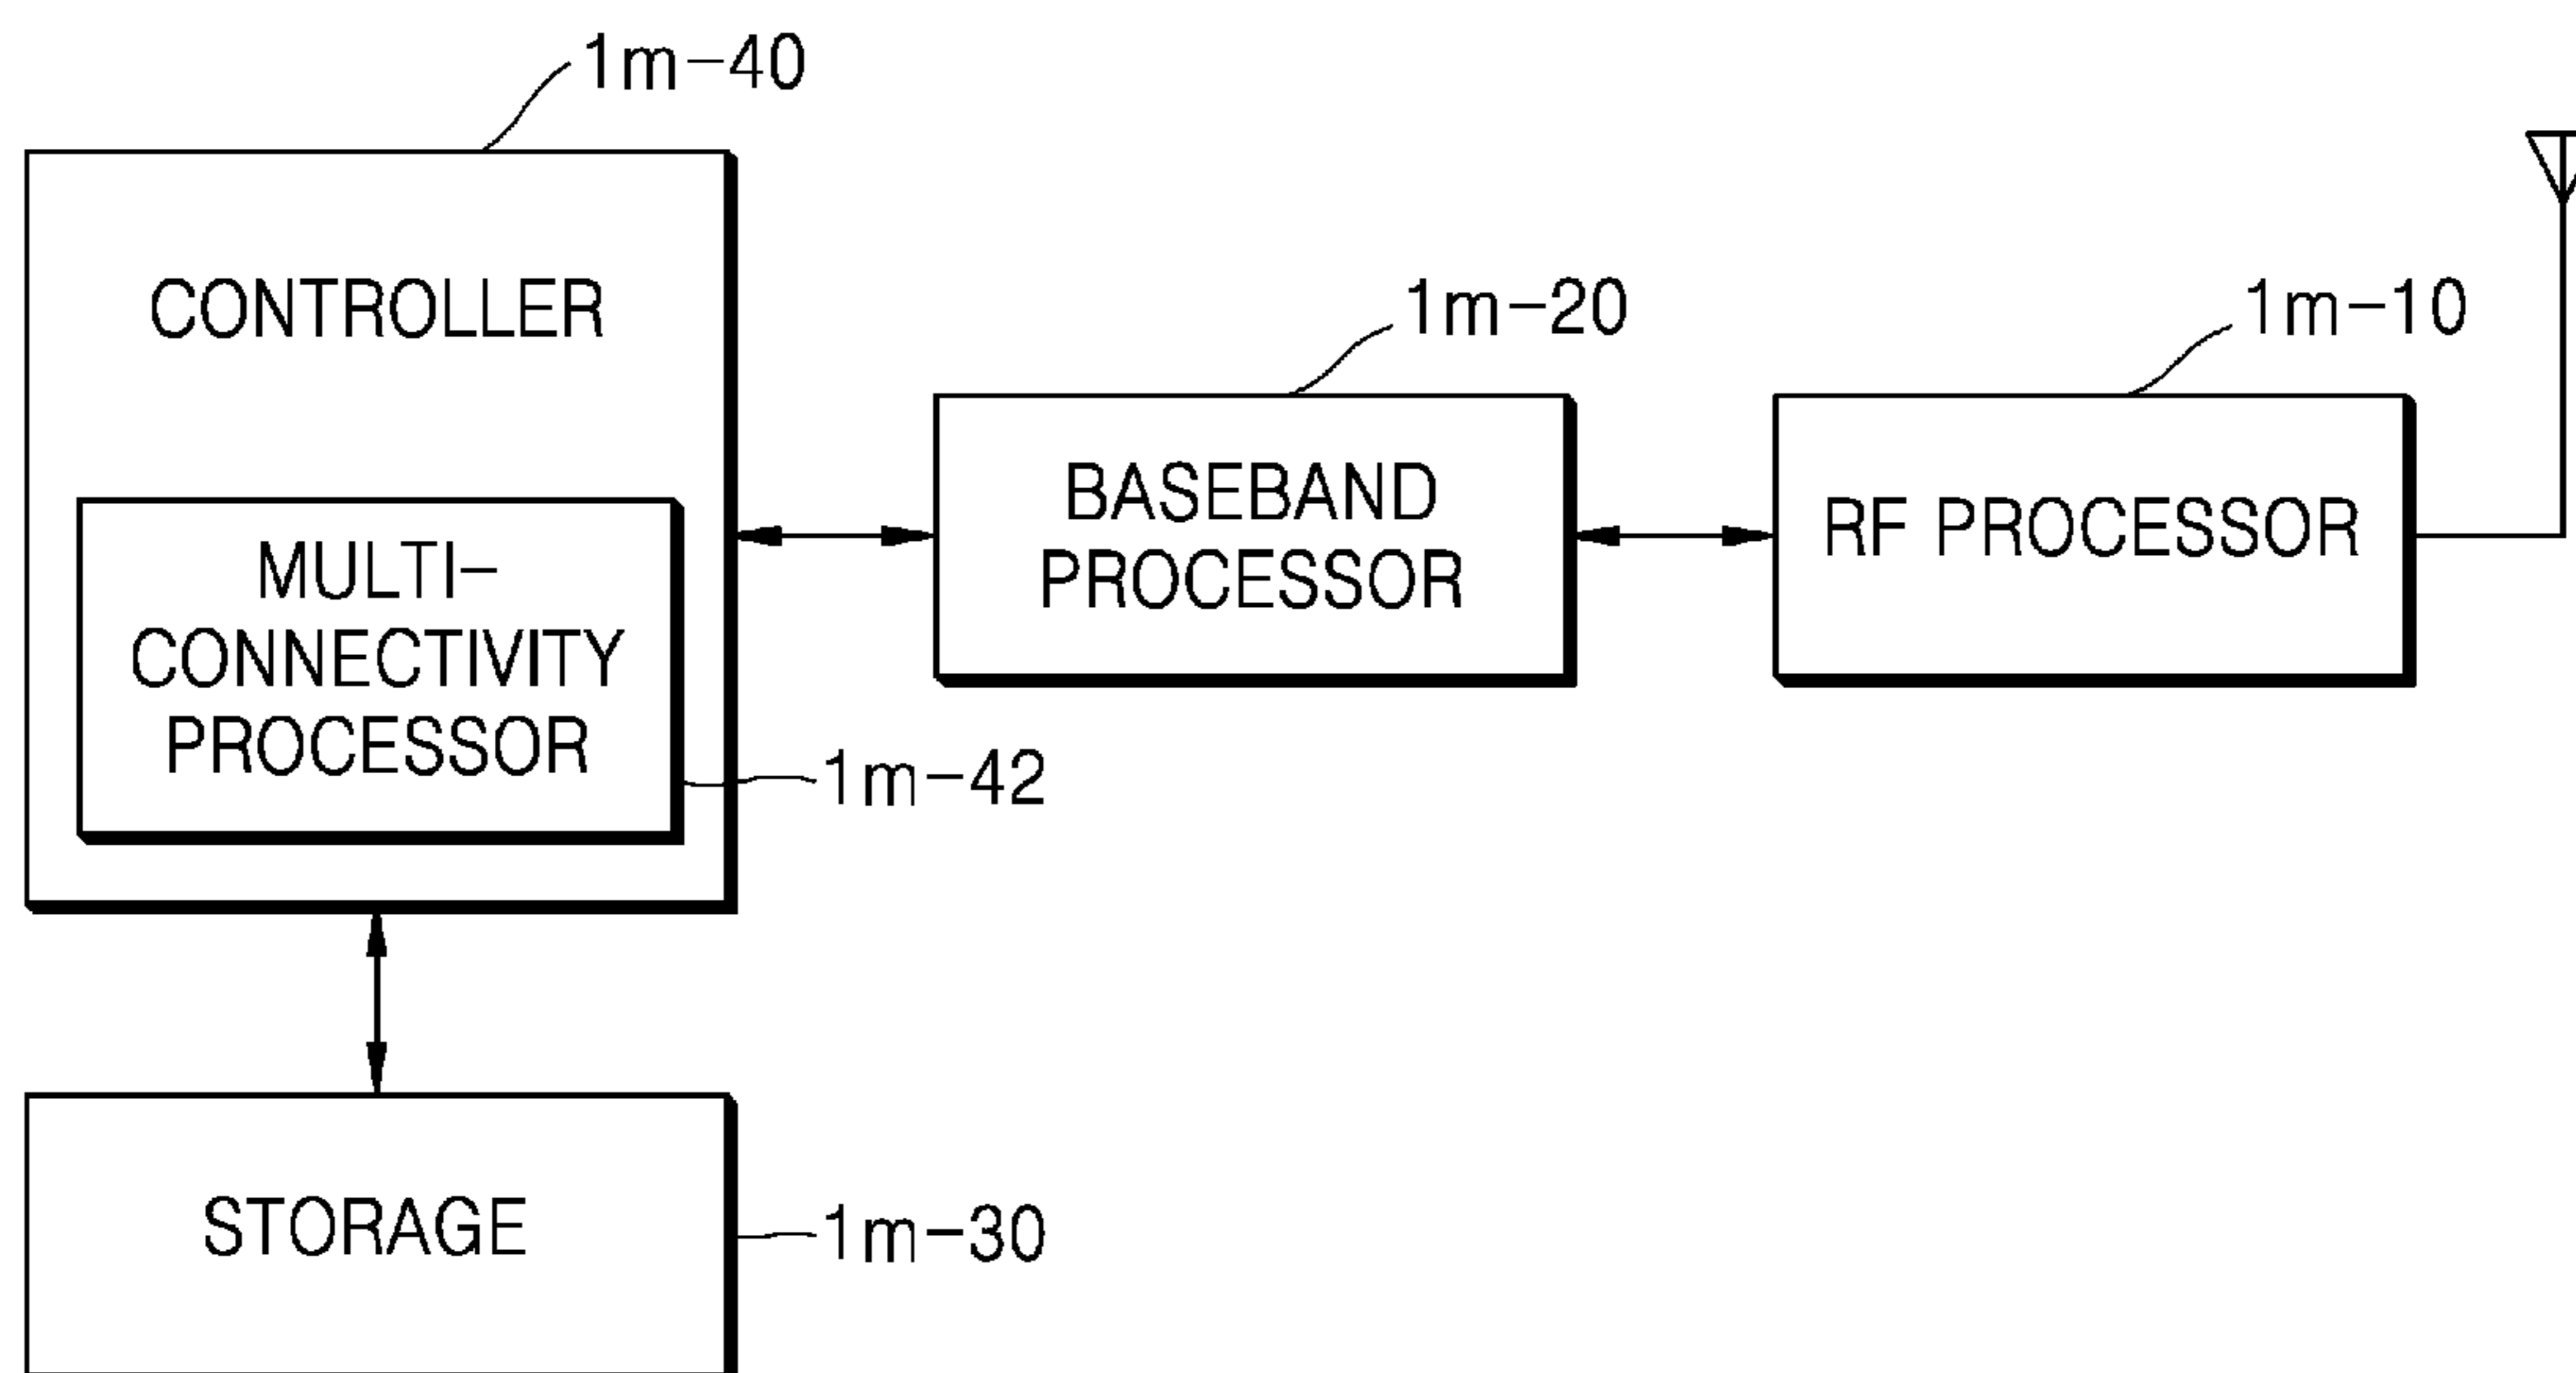 1m-40
CONTROLLER
1m-20
1m-10
BASEBAND
PROCESSOR
RF PROCESSOR
MULTI-
CONNECTIVITY
PROCESSOR
1m-42
STORAGE
1m-30